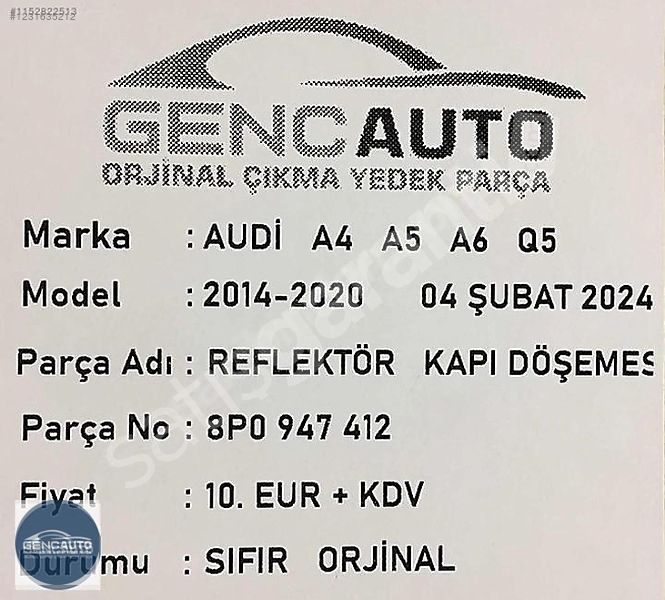 #1152822513
#1231635212
GENCAUTO
ORJİNAL ÇIKMA YEDEK PARÇA
Marka : AUDİ A4 A5 A6 Q5
Model : 2014-2020 04 ŞUBAT 2024
Parça Adı : REFLEKTÖR KAPI DÖŞEMES
Parça No : 8P0 947 412
Fiyat : 10. EUR + KDV
GENCAUTO
Durumu : SIFIR ORJİNAL